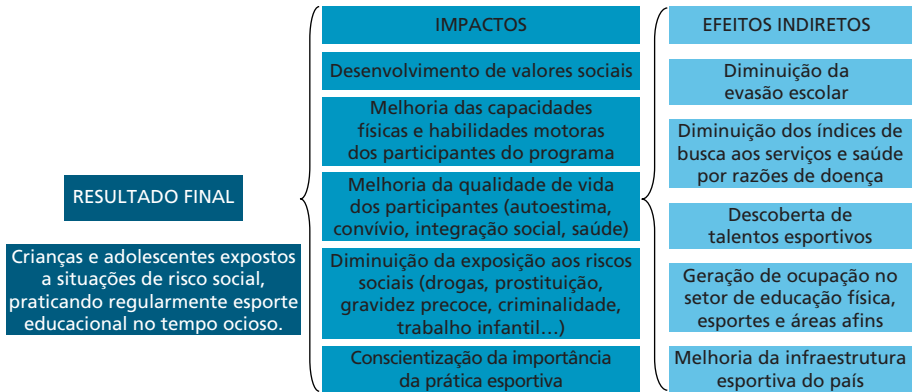 RESULTADO FINAL
Crianças e adolescentes expostos
a situações de risco social,
praticando regularmente esporte
educacional no tempo ocioso.
IMPACTOS
Desenvolvimento de valores sociais
Melhoria das capacidades
físicas e habilidades motoras
dos participantes do programa
Melhoria da qualidade de vida
dos participantes (autoestima,
convívio, integração social, saúde)
Diminuição da exposição aos riscos
sociais (drogas, prostituição,
gravidez precoce, criminalidade,
trabalho infantil...)
Conscientização da importância
da prática esportiva
EFEITOS INDIRETOS
Diminuição da
evasão escolar
Diminuição dos índices de
busca aos serviços e saúde
por razões de doença
Descoberta de
talentos esportivos
Geração de ocupação no
setor de educação física,
esportes e áreas afins
Melhoria da infraestrutura
esportiva do país